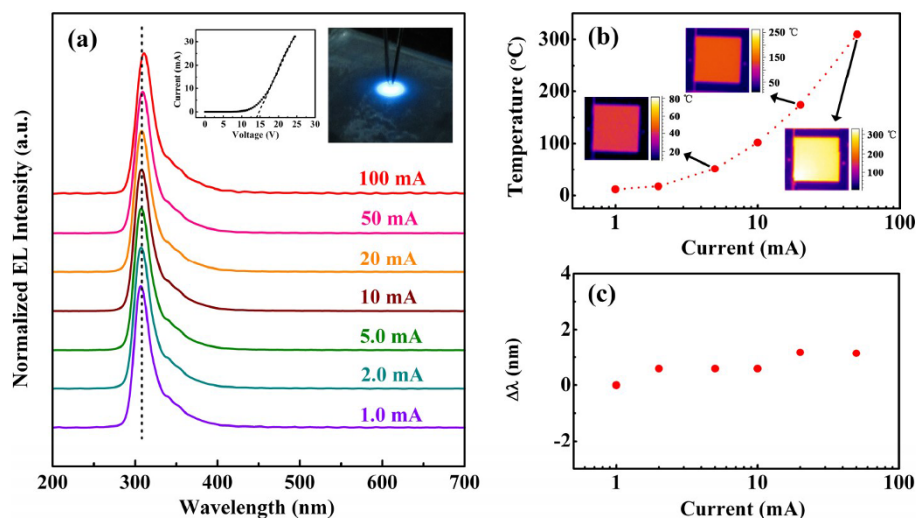 (a)
Normalized EL Intensity (a.u.)
Current (mA)
30
20
10
0
0 5 10 15 20 25 30
Voltage (V)
100 mA
50 mA
20 mA
10 mA
5.0 mA
2.0 mA
1.0 mA
200 300 400 500 600 700
Wavelength (nm)
(b)
Temperature (°C)
300
200
100
0
250 ℃
150
50
80 ℃
60
40
20
300 ℃
200
100
1 10 100
Current (mA)
(c)
Δλ (nm)
4
2
0
-2
1 10 100
Current (mA)